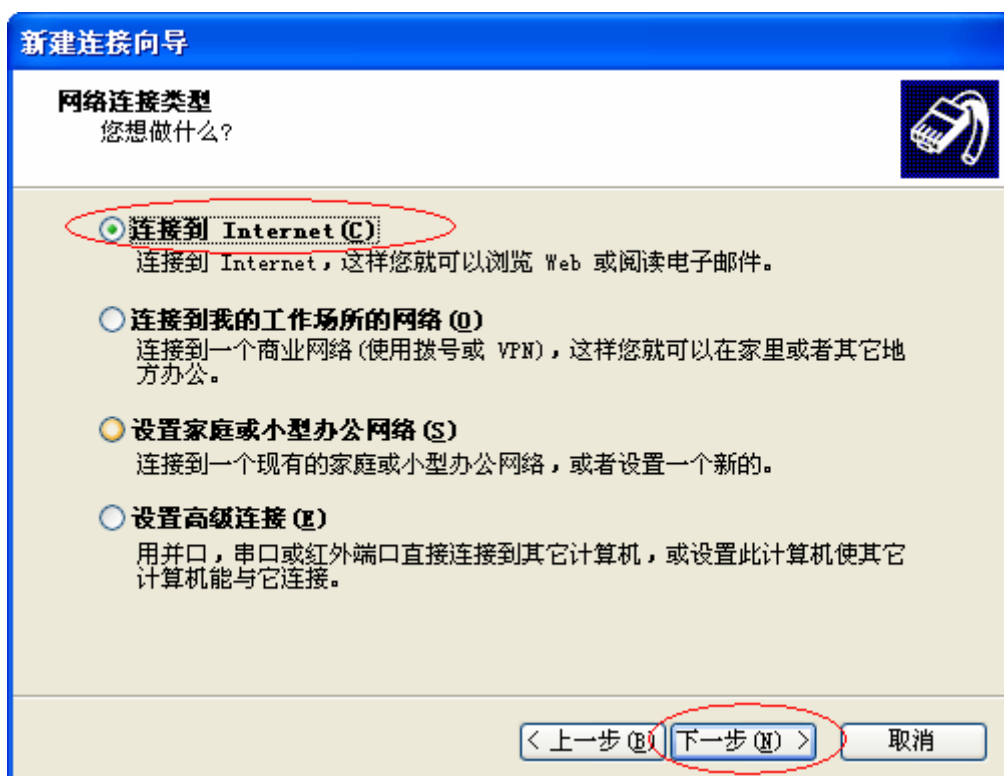 新建连接向导
网络连接类型
您想做什么?
连接到 Internet(C)
连接到 Internet，这样您就可以浏览 Web 或阅读电子邮件。
连接到我的工作场所的网络(O)
连接到一个商业网络(使用拨号或 VPN)，这样您就可以在家里或者其它地
方办公。
设置家庭或小型办公网络(S)
连接到一个现有的家庭或小型办公网络，或者设置一个新的。
设置高级连接(E)
用并口，串口或红外端口直接连接到其它计算机，或设置此计算机使其它
计算机能与它连接。
< 上一步(B) 下一步(N) > 取消